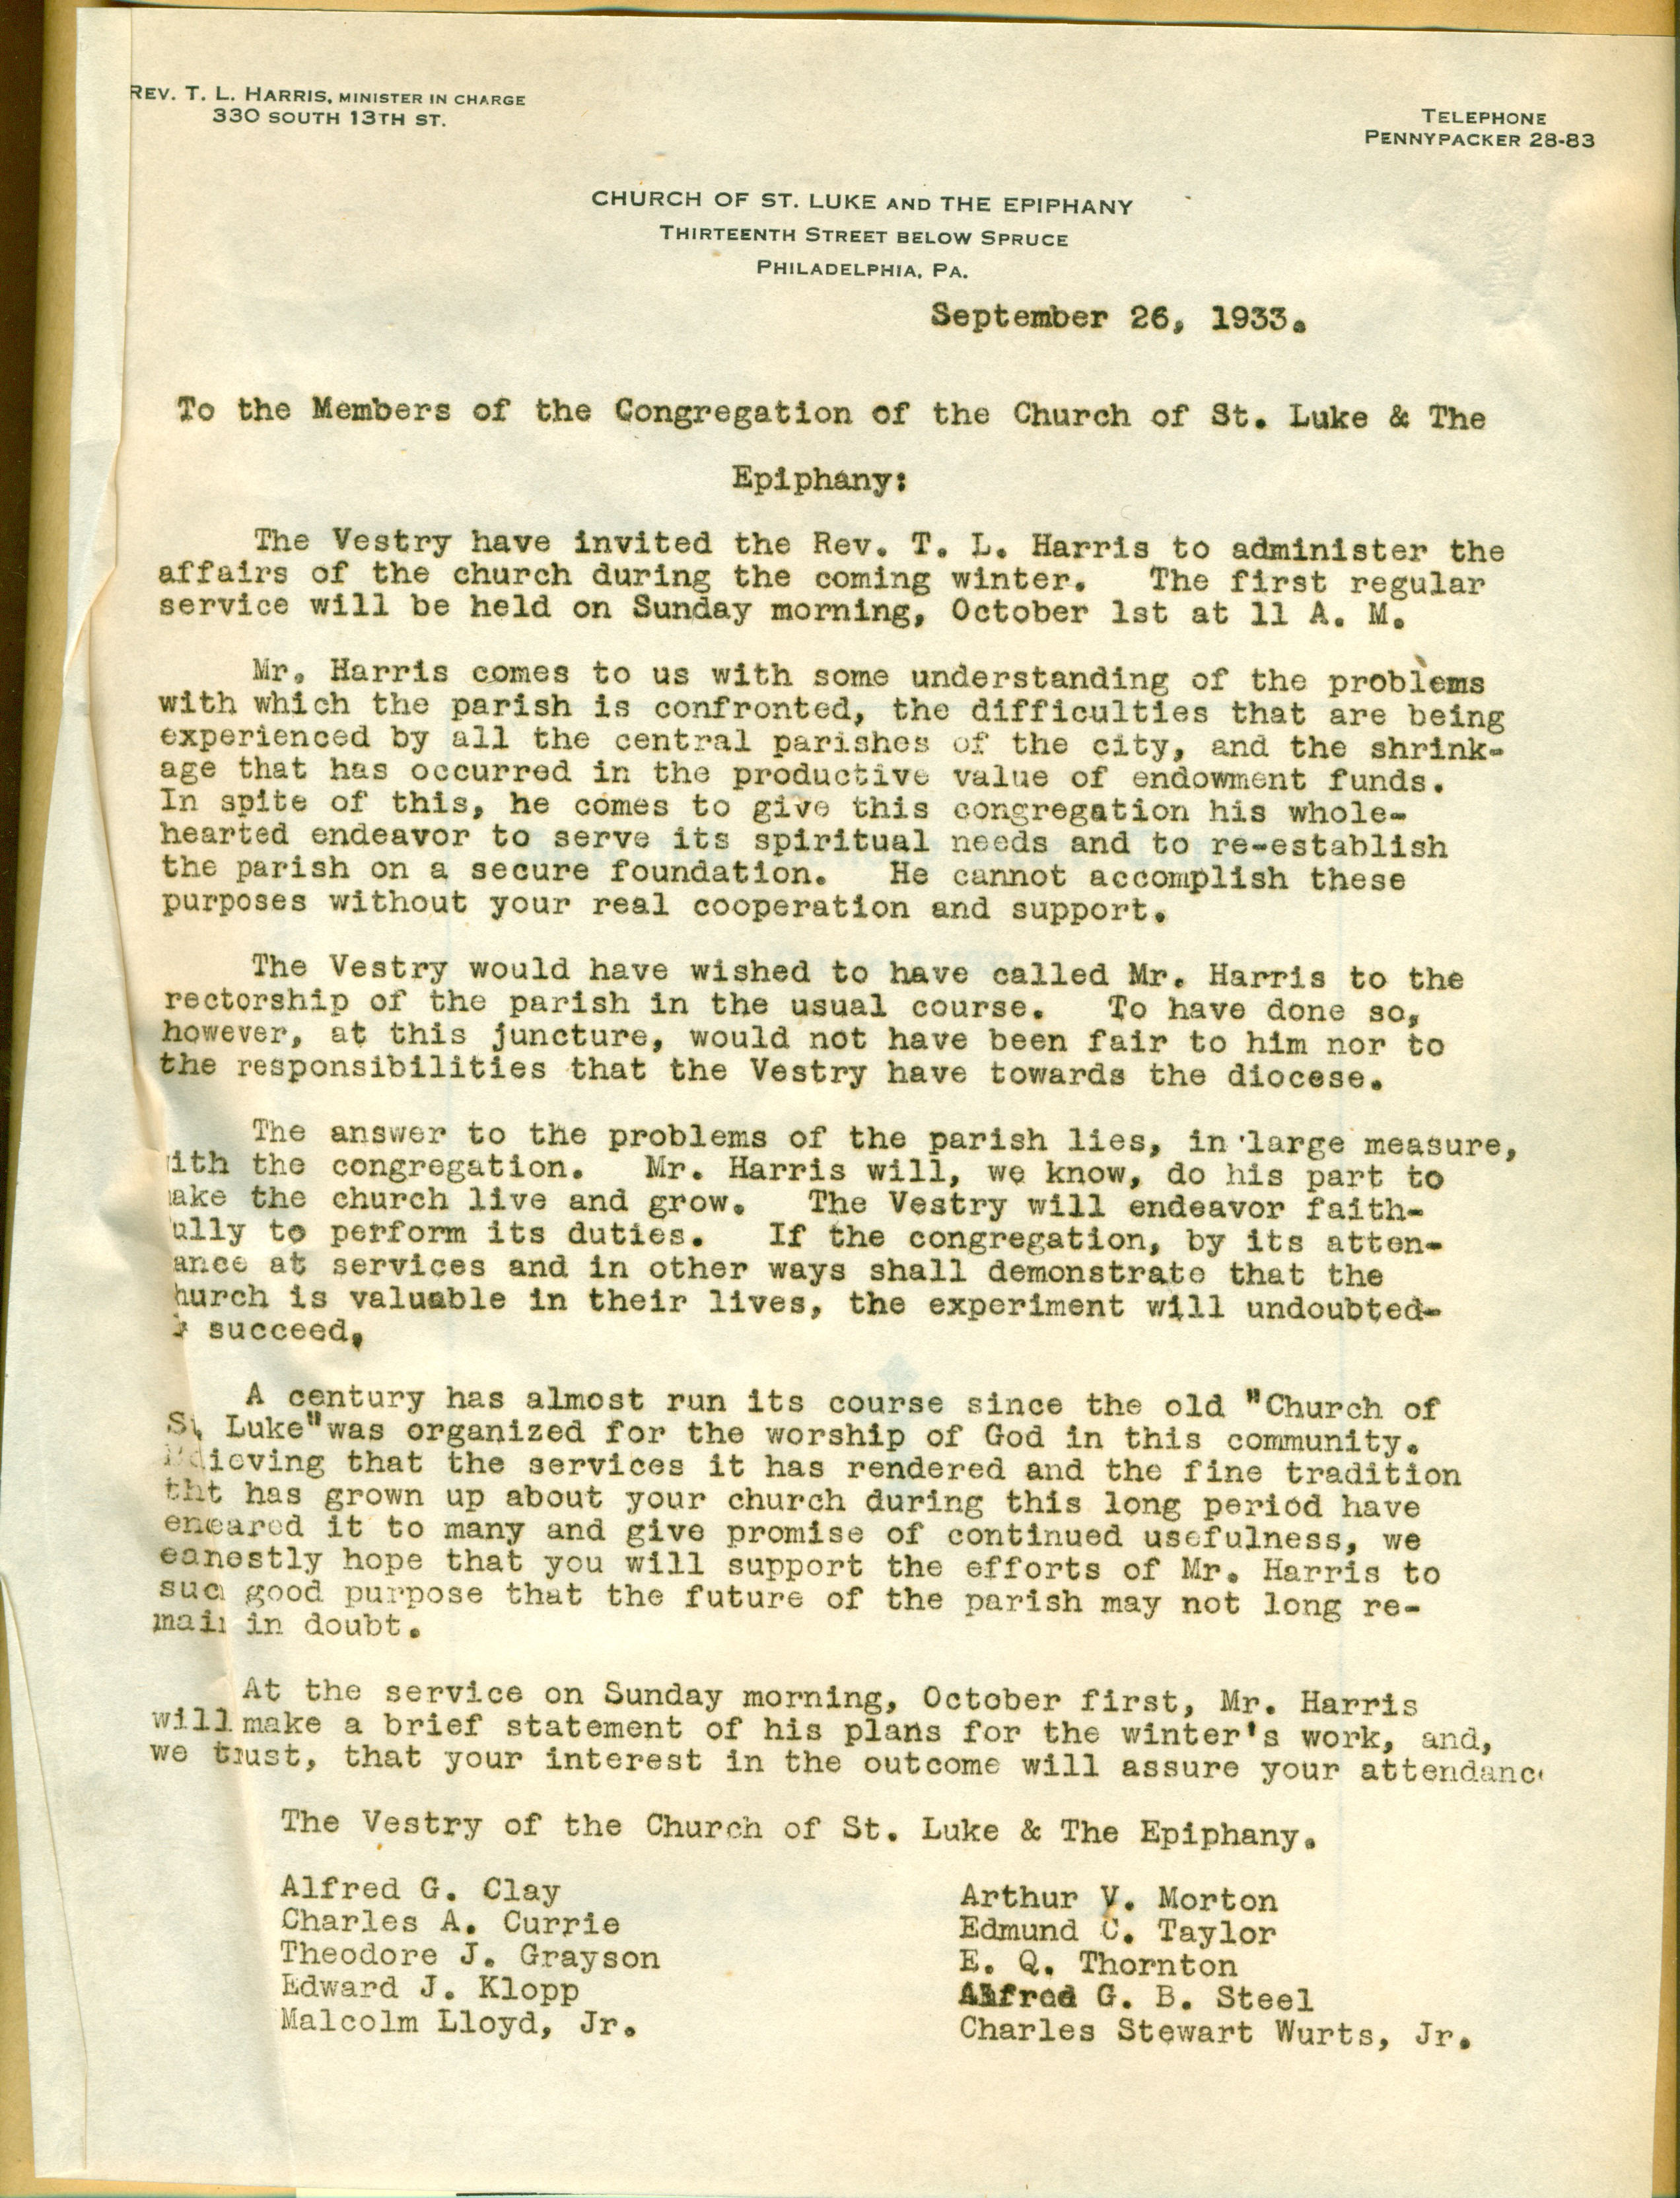 REV. T. L. HARRIS, MINISTER IN CHARGE
330 SOUTH 13TH ST.
TELEPHONE
PENNYPACKER 28-83
CHURCH OF ST. LUKE AND THE EPIPHANY
THIRTEENTH STREET BELOW SPRUCE
PHILADELPHIA, PA.
September 26, 1933.
To the Members of the Congregation of the Church of St. Luke & The
Epiphany:
The Vestry have invited the Rev. T. L. Harris to administer the
affairs of the church during the coming winter. The first regular
service will be held on Sunday morning, October 1st at 11 A. M.
Mr. Harris comes to us with some understanding of the problems
with which the parish is confronted, the difficulties that are being
experienced by all the central parishes of the city, and the shrink-
age that has occurred in the productive value of endowment funds.
In spite of this, he comes to give this congregation his whole-
hearted endeavor to serve its spiritual needs and to re-establish
the parish on a secure foundation. He cannot accomplish these
purposes without your real cooperation and support.
The Vestry would have wished to have called Mr. Harris to the
rectorship of the parish in the usual course. To have done so,
however, at this juncture, would not have been fair to him nor to
the responsibilities that the Vestry have towards the diocese.
The answer to the problems of the parish lies, in large measure,
ith the congregation. Mr. Harris will, we know, do his part to
ake the church live and grow. The Vestry will endeavor faith-
ully to perform its duties. If the congregation, by its atten-
ance at services and in other ways shall demonstrate that the
hurch is valuable in their lives, the experiment will undoubted-
succeed.
A century has almost run its course since the old "Church of
St Luke" was organized for the worship of God in this community.
ieving that the services it has rendered and the fine tradition
tht has grown up about your church during this long period have
eneared it to many and give promise of continued usefulness, we
eanestly hope that you will support the efforts of Mr. Harris to
suc good purpose that the future of the parish may not long re-
main in doubt.
At the service on Sunday morning, October first, Mr. Harris
will make a brief statement of his plans for the winter's work, and,
we trust, that your interest in the outcome will assure your attendanc
The Vestry of the Church of St. Luke & The Epiphany.
Alfred G. Clay
Charles A. Currie
Theodore J. Grayson
Edward J. Klopp
Malcolm Lloyd, Jr.
Arthur V. Morton
Edmund C. Taylor
E. Q. Thornton
Alfred G. B. Steel
Charles Stewart Wurts, Jr.